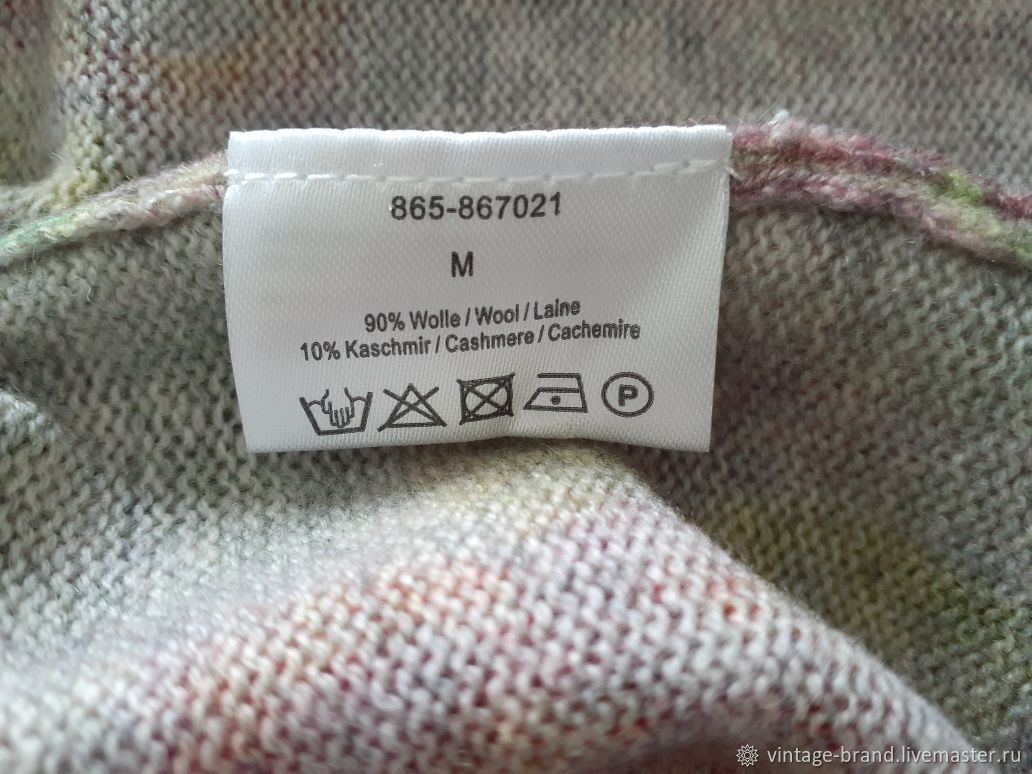 865-867021
M
90% Wolle / Wool / Laine
10% Kaschmir / Cashmere / Cachemire
P
vintage-brand.livemaster.ru